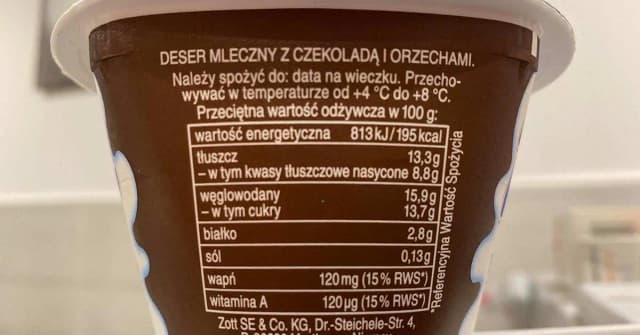 DESER MLECZNY Z CZEKOLADĄ I ORZECHAMI.
Należy spożyć do: data na wieczku. Przecho-
wywać w temperaturze od +4 °C do +8 °C.
Przeciętna wartość odżywcza w 100 g:
wartość energetyczna 813 kJ / 195 kcal
tłuszcz 13,3 g
– w tym kwasy tłuszczowe nasycone 8,8 g
węglowodany 15,9 g
– w tym cukry 13,7 g
białko 2,8 g
sól 0,13 g
wapń 120 mg (15% RWS*)
witamina A 120 µg (15% RWS*)
*Referencyjna Wartość Spożycia
Zott SE & Co. KG, Dr.-Steichele-Str. 4,